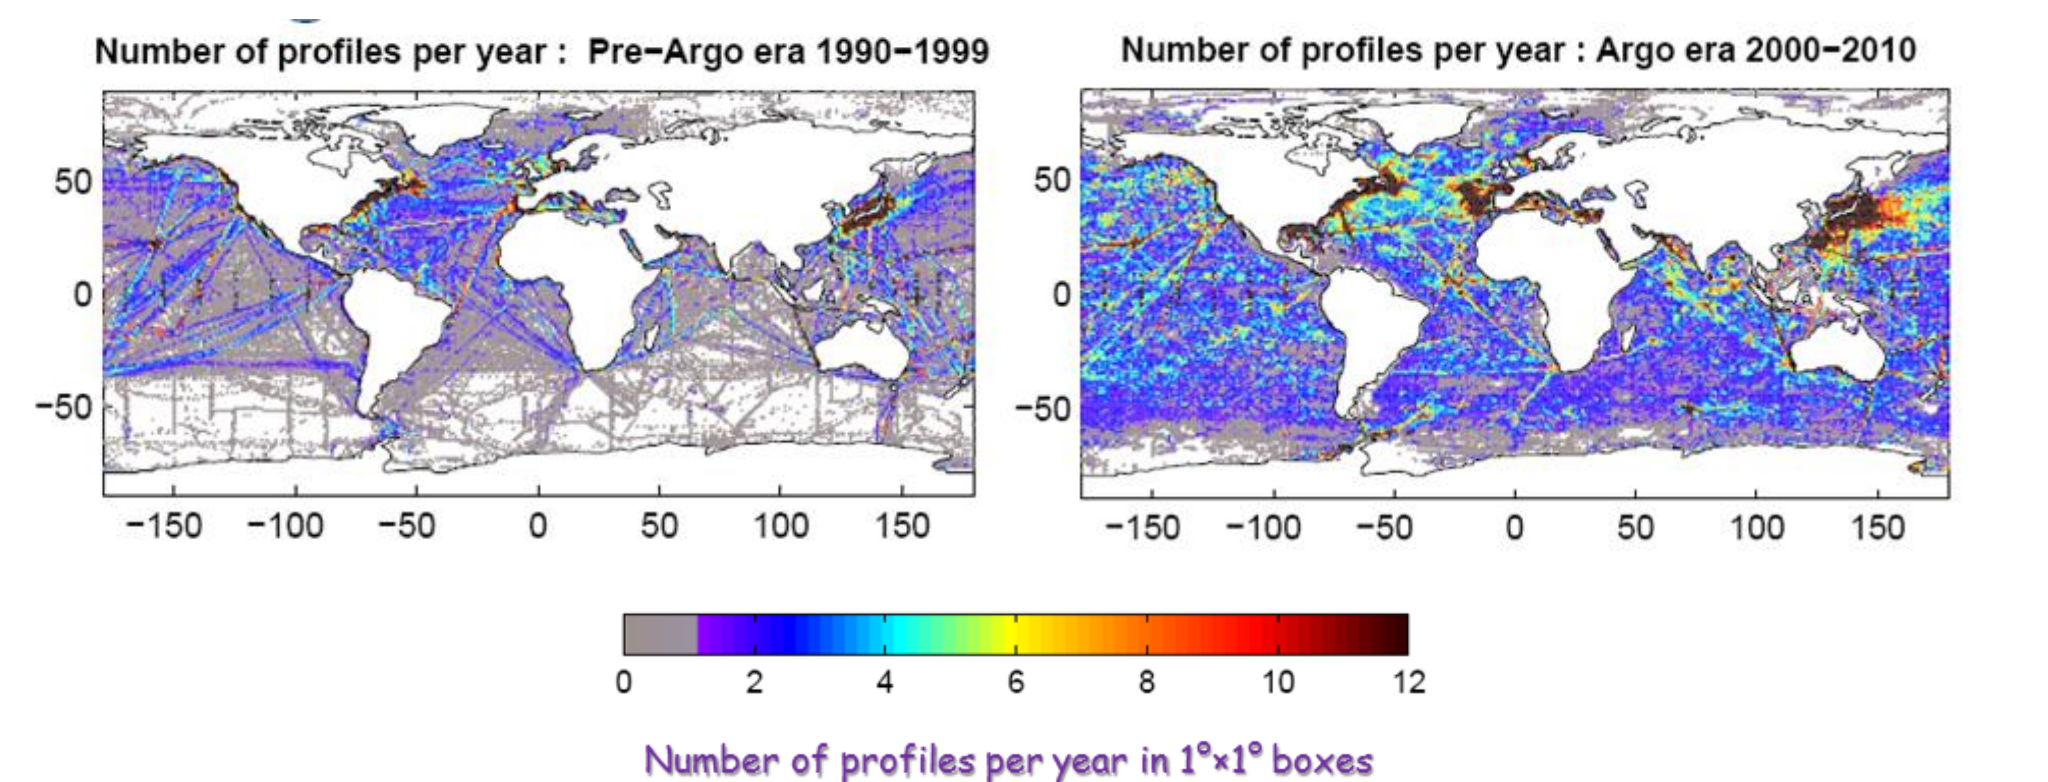 Number of profiles per year : Pre−Argo era 1990−1999
50
0
−50
−150 −100 −50 0 50 100 150
Number of profiles per year : Argo era 2000−2010
50
0
−50
−150 −100 −50 0 50 100 150
0 2 4 6 8 10 12
Number of profiles per year in 1°×1° boxes